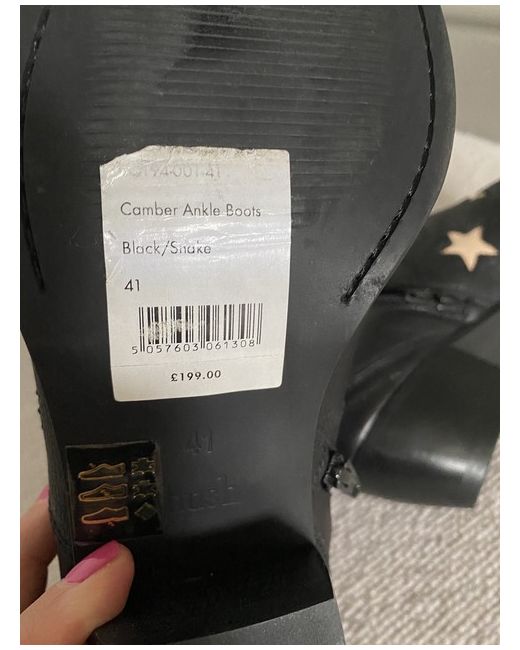 Camber Ankle Boots
Black/Snake
41
5 057603 061308
£199.00
41